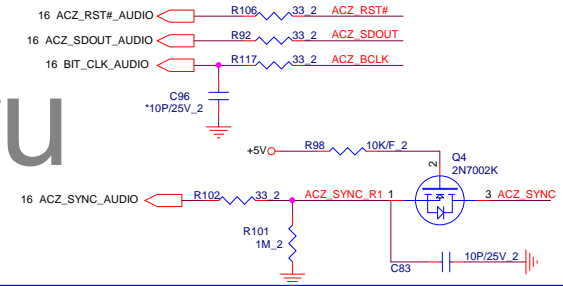 16 ACZ_RST#_AUDIO R106 33_2 ACZ_RST#
16 ACZ_SDOUT_AUDIO R92 33_2 ACZ_SDOUT
16 BIT_CLK_AUDIO R117 33_2 ACZ_BCLK
C96
*10P/25V_2
u
+5V R98 10K/F_2 Q4
2N7002K
2
16 ACZ_SYNC_AUDIO R102 33_2 ACZ_SYNC_R1 1 3 ACZ_SYNC
R101
1M_2
C83 10P/25V_2